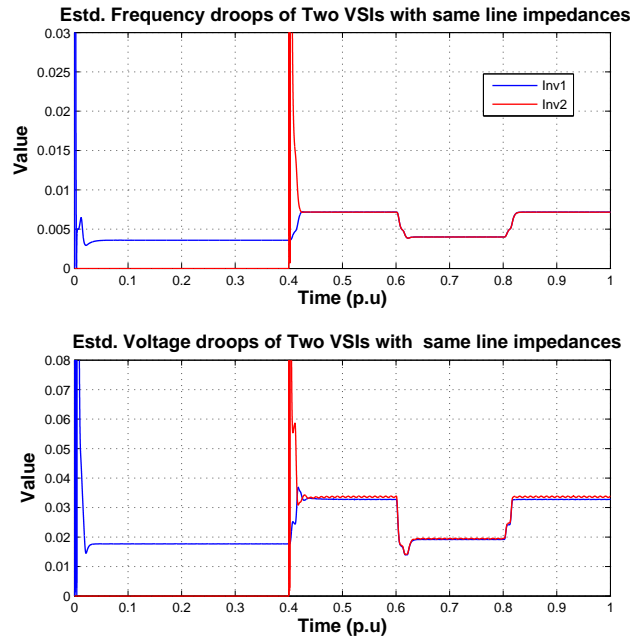 Estd. Frequency droops of Two VSIs with same line impedances
0.03
0.025
0.02
0.015
0.01
0.005
0
Value
Inv1
Inv2
0 0.1 0.2 0.3 0.4 0.5 0.6 0.7 0.8 0.9 1
Time (p.u)
Estd. Voltage droops of Two VSIs with same line impedances
0.08
0.07
0.06
0.05
0.04
0.03
0.02
0.01
0
Value
0 0.1 0.2 0.3 0.4 0.5 0.6 0.7 0.8 0.9 1
Time (p.u)